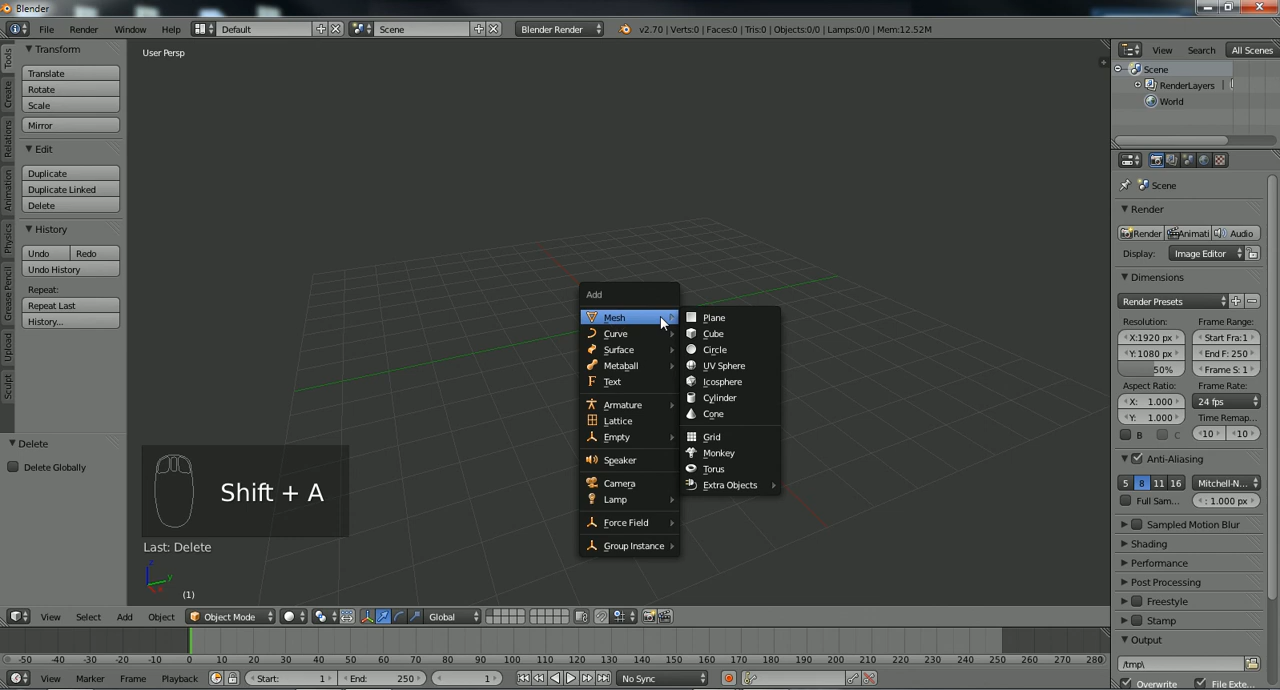 Blender
File Render Window Help Default Scene Blender Render v2.70 | Verts:0 | Faces:0 | Tris:0 | Objects:0/0 | Lamps:0/0 | Mem:12.52M
View Search All Scenes
Tools
Create
Relations
Animation
Physics
Grease Pencil
Upload
Sculpt
Transform
Translate
Rotate
Scale
Mirror
Edit
Duplicate
Duplicate Linked
Delete
History
Undo Redo
Undo History
Repeat:
Repeat Last
History...
Delete
Delete Globally
User Persp
Add
Mesh
Curve
Surface
Metaball
Text
Armature
Lattice
Empty
Speaker
Camera
Lamp
Force Field
Group Instance
Plane
Cube
Circle
UV Sphere
Icosphere
Cylinder
Cone
Grid
Monkey
Torus
Extra Objects
Shift + A
Last: Delete
z
y
x
(1)
Scene
RenderLayers |
World
Scene
Render
Render Animati Audio
Display: Image Editor
Dimensions
Render Presets
Resolution: Frame Range:
X:1920 px Start Fra:1
Y:1080 px End F: 250
50% Frame S: 1
Aspect Ratio: Frame Rate:
X: 1.000 24 fps
Y: 1.000 Time Remap...
B C 10 10
Anti-Aliasing
5 8 11 16 Mitchell-N...
Full Sam... : 1.000 px
Sampled Motion Blur
Shading
Performance
Post Processing
Freestyle
Stamp
Output
/tmp\
Overwrite File Exte...
View Select Add Object Object Mode Global
-50 -40 -30 -20 -10 0 10 20 30 40 50 60 70 80 90 100 110 120 130 140 150 160 170 180 190 200 210 220 230 240 250 260 270 280
View Marker Frame Playback Start: 1 End: 250 1 No Sync